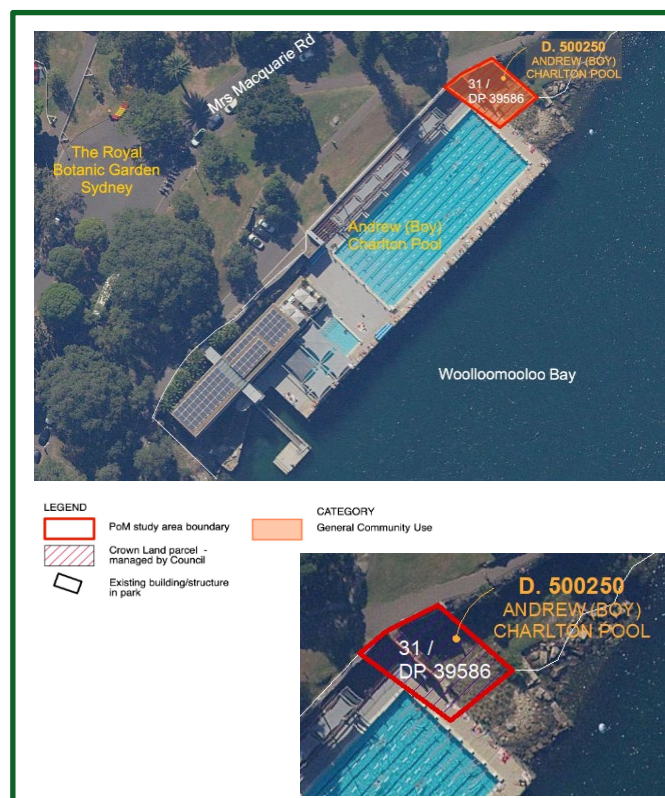 D. 500250
ANDREW (BOY)
CHARLTON POOL
31 /
DP 39586
Mrs Macquarie Rd
The Royal
Botanic Garden
Sydney
Andrew (Boy)
Charlton Pool
Woolloomooloo Bay
LEGEND
PoM study area boundary
Crown Land parcel -
managed by Council
Existing building/structure
in park
CATEGORY
General Community Use
D. 500250
ANDREW (BOY)
CHARLTON POOL
31 /
DP 39586